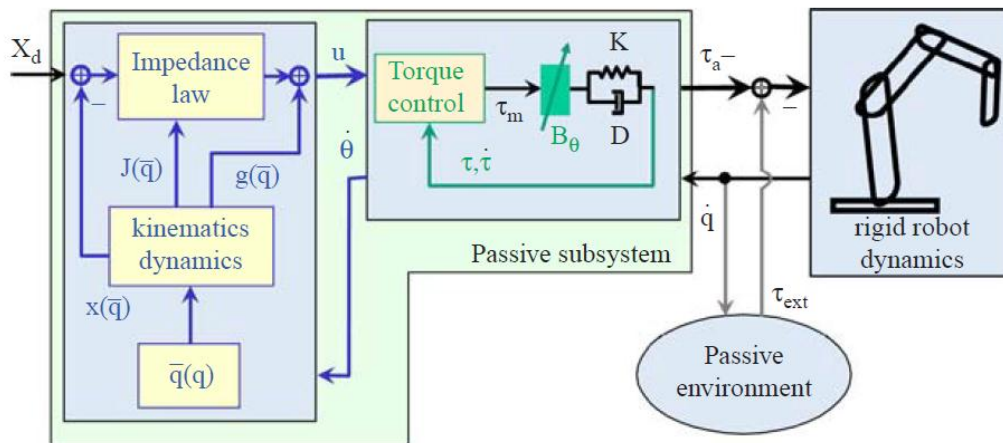 X_d
Impedance
law
−
u
Torque
control
τ_m
B_θ
K
D
τ_a −
−
θ̇
τ,τ̇
J(q̅)
g(q̅)
kinematics
dynamics
x(q̅)
q̅(q)
Passive subsystem
q̇
rigid robot
dynamics
τ_ext
Passive
environment